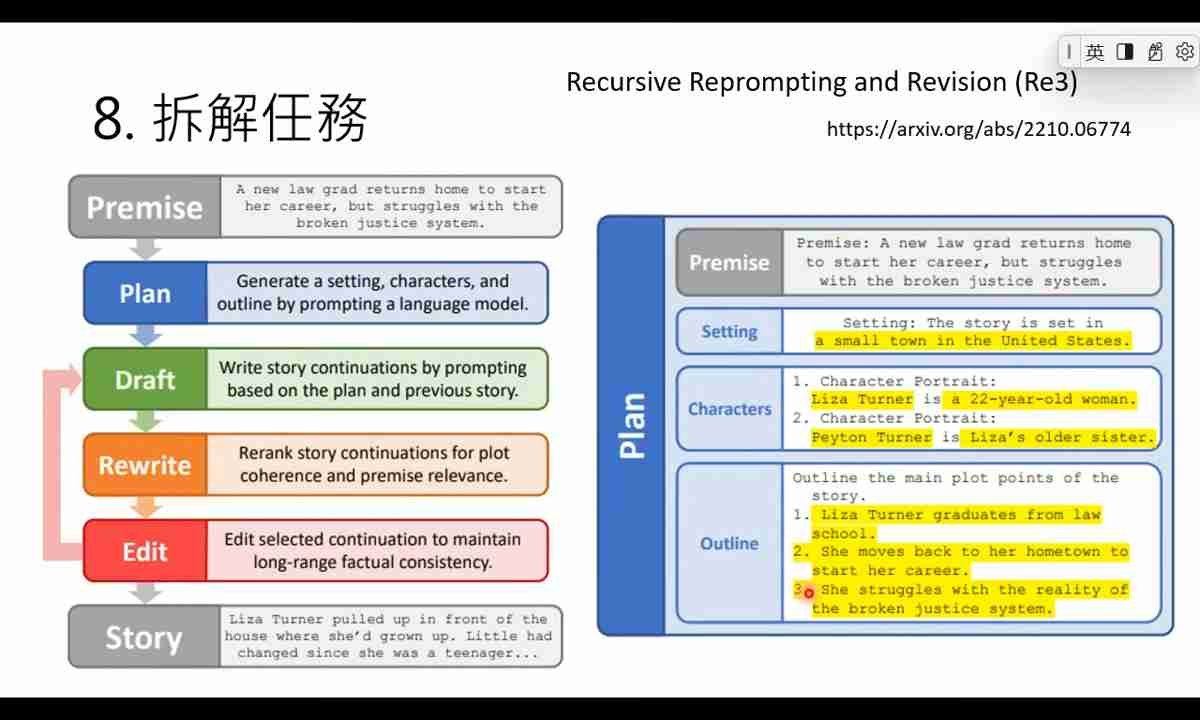 英
Recursive Reprompting and Revision (Re3)
8. 拆解任務
https://arxiv.org/abs/2210.06774
Premise
A new law grad returns home to start
her career, but struggles with the
broken justice system.
Plan
Generate a setting, characters, and
outline by prompting a language model.
Draft
Write story continuations by prompting
based on the plan and previous story.
Rewrite
Rerank story continuations for plot
coherence and premise relevance.
Edit
Edit selected continuation to maintain
long-range factual consistency.
Story
Liza Turner pulled up in front of the
house where she’d grown up. Little had
changed since she was a teenager...
Plan
Premise
Premise: A new law grad returns home
to start her career, but struggles
with the broken justice system.
Setting
Setting: The story is set in
a small town in the United States.
Characters
1. Character Portrait:
Liza Turner is a 22-year-old woman.
2. Character Portrait:
Peyton Turner is Liza’s older sister.
Outline
Outline the main plot points of the
story.
1. Liza Turner graduates from law
school.
2. She moves back to her hometown to
start her career.
3. She struggles with the reality of
the broken justice system.